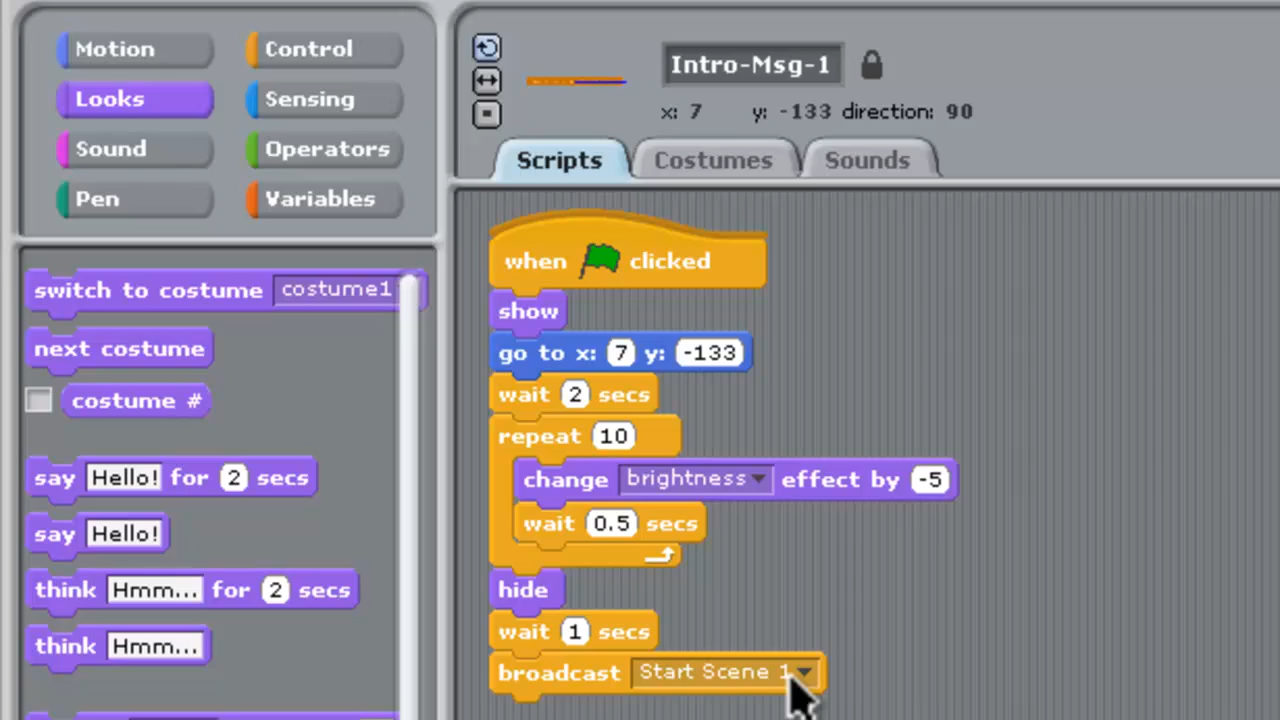 Motion
Control
Looks
Sensing
Sound
Operators
Pen
Variables
switch to costume costume1
next costume
costume #
say Hello! for 2 secs
say Hello!
think Hmm... for 2 secs
think Hmm...
Intro-Msg-1
x: 7 y: -133 direction: 90
Scripts
Costumes
Sounds
when clicked
show
go to x: 7 y: -133
wait 2 secs
repeat 10
change brightness effect by -5
wait 0.5 secs
hide
wait 1 secs
broadcast Start Scene 1